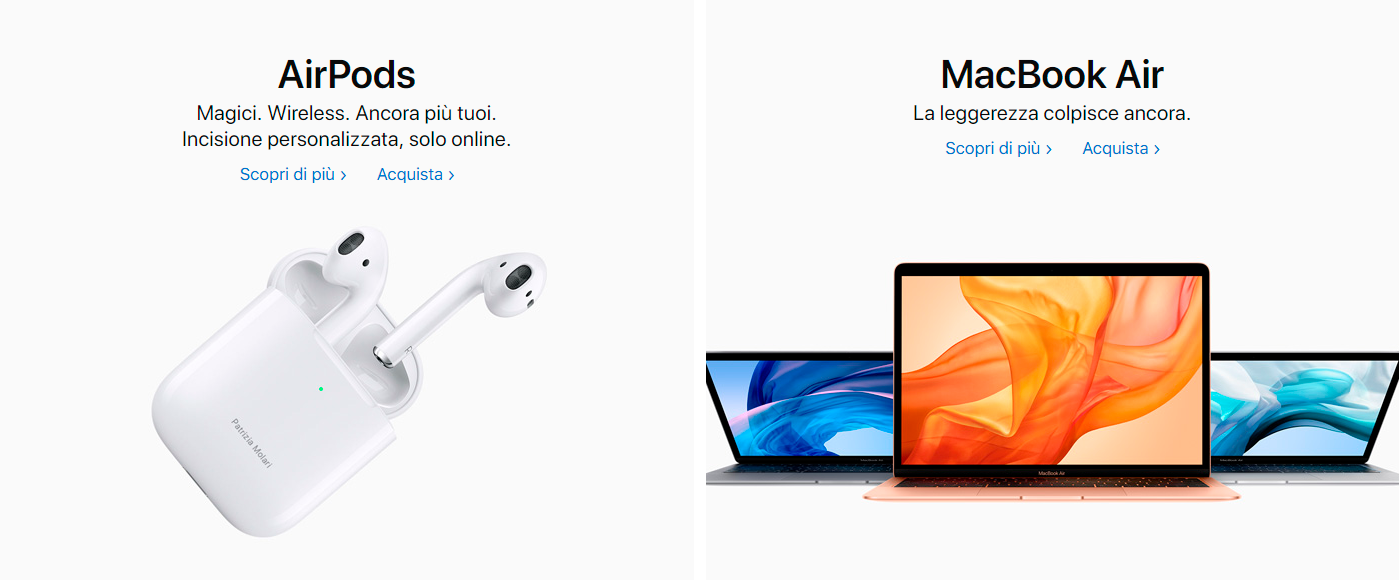 AirPods
Magici. Wireless. Ancora più tuoi.
Incisione personalizzata, solo online.
Scopri di più › Acquista ›
Patrizia Molari
MacBook Air
La leggerezza colpisce ancora.
Scopri di più › Acquista ›
MacBook Air